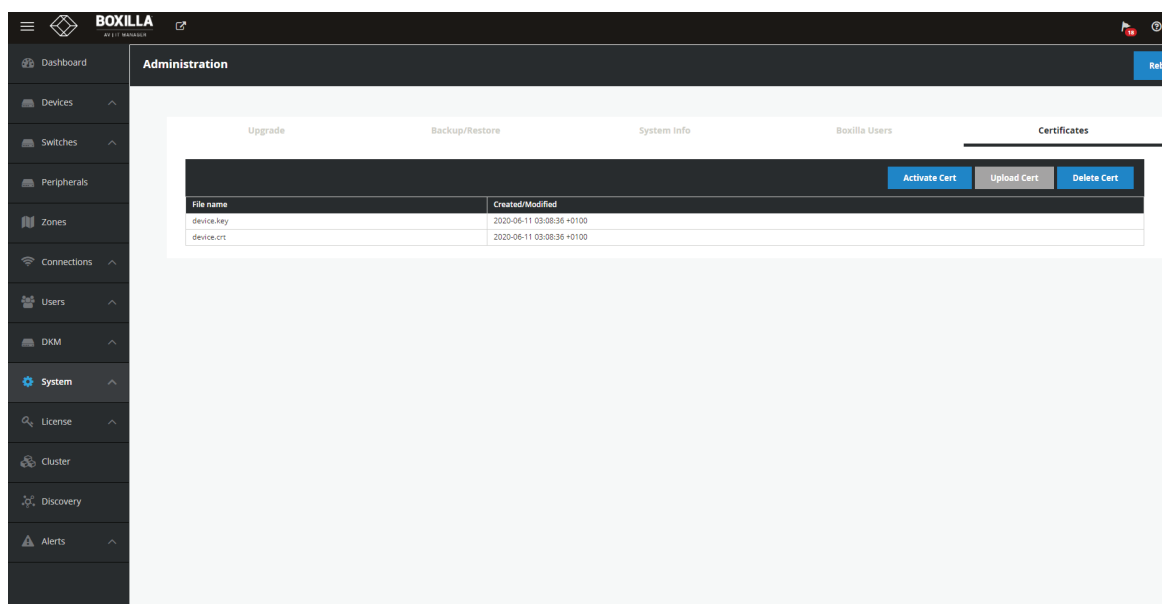 BOXILLA
AV | IT MANAGER
18
Dashboard
Administration
Reb
Devices
Switches
Peripherals
Zones
Connections
Users
DKM
System
License
Cluster
Discovery
Alerts
Upgrade Backup/Restore System Info Boxilla Users Certificates
Activate Cert Upload Cert Delete Cert
File name Created/Modified
device.key 2020-06-11 03:08:36 +0100
device.crt 2020-06-11 03:08:36 +0100